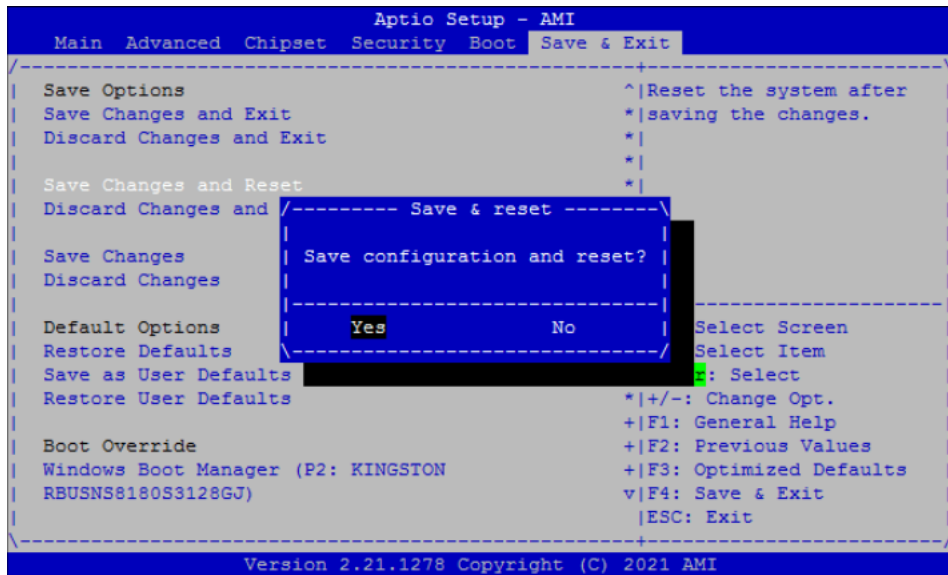 Aptio Setup - AMI
Main Advanced Chipset Security Boot Save & Exit
Save Options
Save Changes and Exit
Discard Changes and Exit
Save Changes and Reset
Discard Changes and
Save Changes
Discard Changes
Default Options
Restore Defaults
Save as User Defaults
Restore User Defaults
Boot Override
Windows Boot Manager (P2: KINGSTON
RBUSNS8180S3128GJ)
Save & reset
Save configuration and reset?
Yes No
Reset the system after
saving the changes.
Select Screen
Select Item
r: Select
+/-: Change Opt.
F1: General Help
F2: Previous Values
F3: Optimized Defaults
F4: Save & Exit
ESC: Exit
Version 2.21.1278 Copyright (C) 2021 AMI